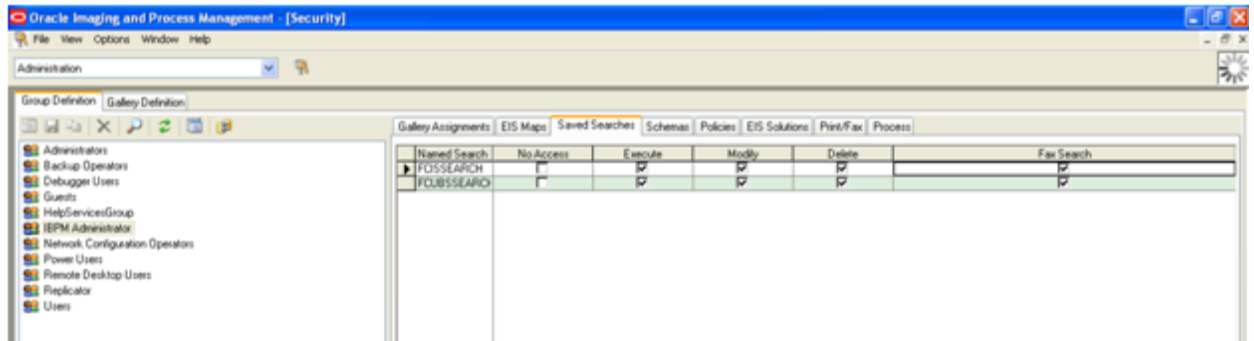 Oracle Imaging and Process Management - [Security]
File View Options Window Help
Administration
Group Definition Gallery Definition
Gallery Assignments EIS Maps Saved Searches Schemas Policies EIS Solutions Print/Fax Process
Administrators
Backup Operators
Debugger Users
Guests
HelpServicesGroup
IBPM Administrator
Network Configuration Operators
Power Users
Remote Desktop Users
Replicator
Users
Named Search No Access Execute Modify Delete Fax Search
FCISSEARCH
FCUBSSEARCH